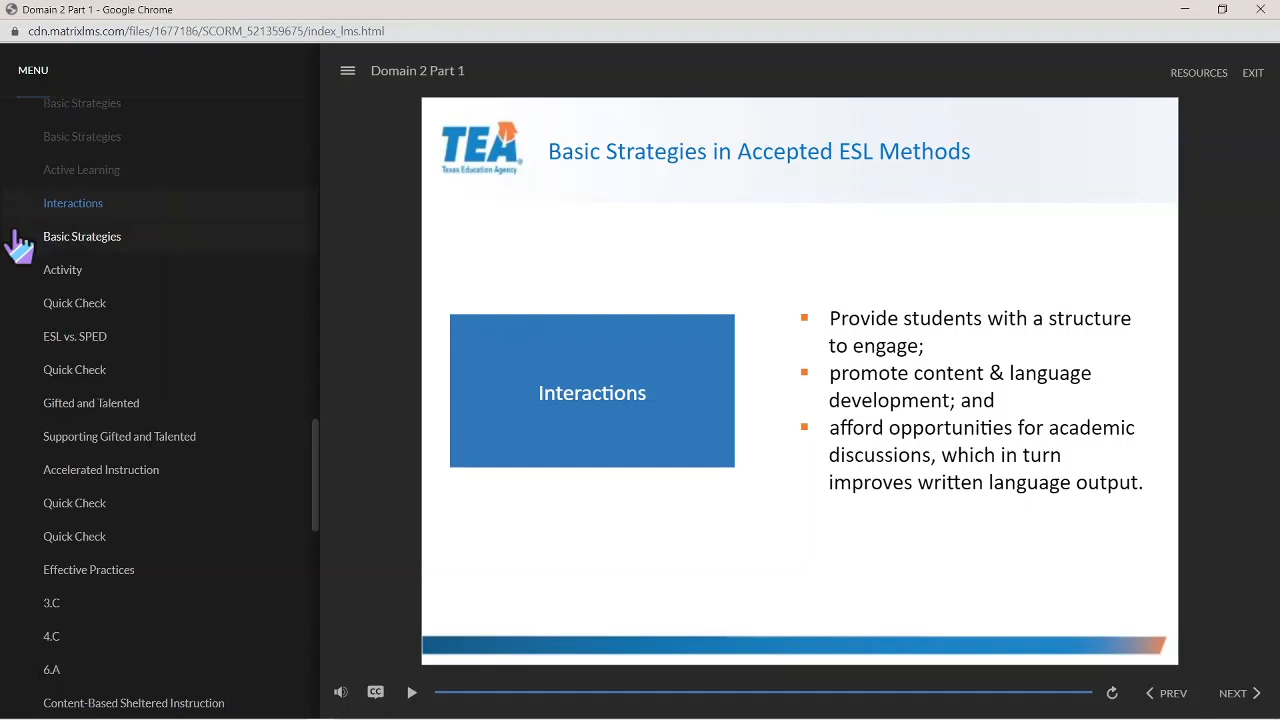 Domain 2 Part 1 - Google Chrome
cdn.matrixlms.com/files/1677186/SCORM_521359675/index_lms.html
MENU
Basic Strategies
Basic Strategies
Active Learning
Interactions
Basic Strategies
Activity
Quick Check
ESL vs. SPED
Quick Check
Gifted and Talented
Supporting Gifted and Talented
Accelerated Instruction
Quick Check
Quick Check
Effective Practices
3.C
4.C
6.A
Content-Based Sheltered Instruction
Domain 2 Part 1
RESOURCES
EXIT
TEA
Texas Education Agency
Basic Strategies in Accepted ESL Methods
Interactions
Provide students with a structure
to engage;
promote content & language
development; and
afford opportunities for academic
discussions, which in turn
improves written language output.
CC
PREV
NEXT